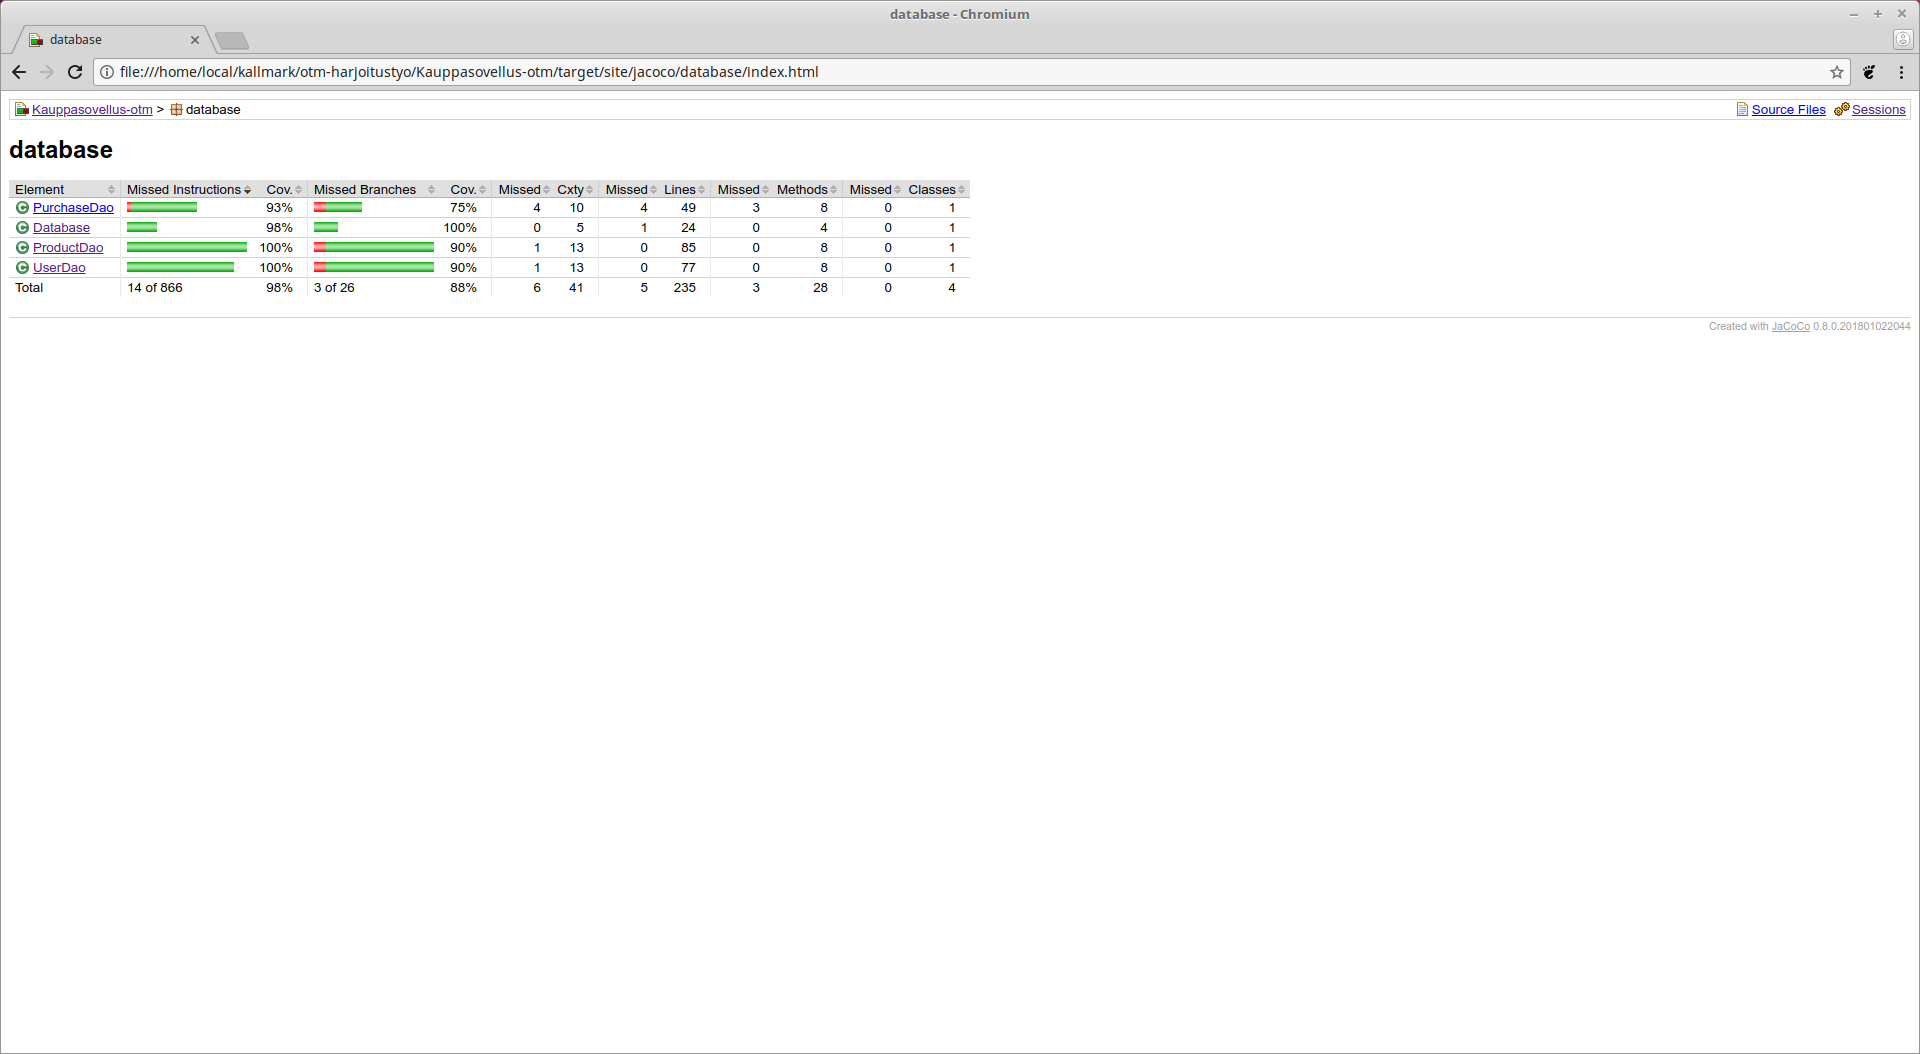 database - Chromium
database
file:///home/local/kallmark/otm-harjoitustyo/Kauppasovellus-otm/target/site/jacoco/database/index.html
Kauppasovellus-otm > database Source Files Sessions
database
Element Missed Instructions Cov. Missed Branches Cov. Missed Cxty Missed Lines Missed Methods Missed Classes
PurchaseDao 93% 75% 4 10 4 49 3 8 0 1
Database 98% 100% 0 5 1 24 0 4 0 1
ProductDao 100% 90% 1 13 0 85 0 8 0 1
UserDao 100% 90% 1 13 0 77 0 8 0 1
Total 14 of 866 98% 3 of 26 88% 6 41 5 235 3 28 0 4
Created with JaCoCo 0.8.0.201801022044